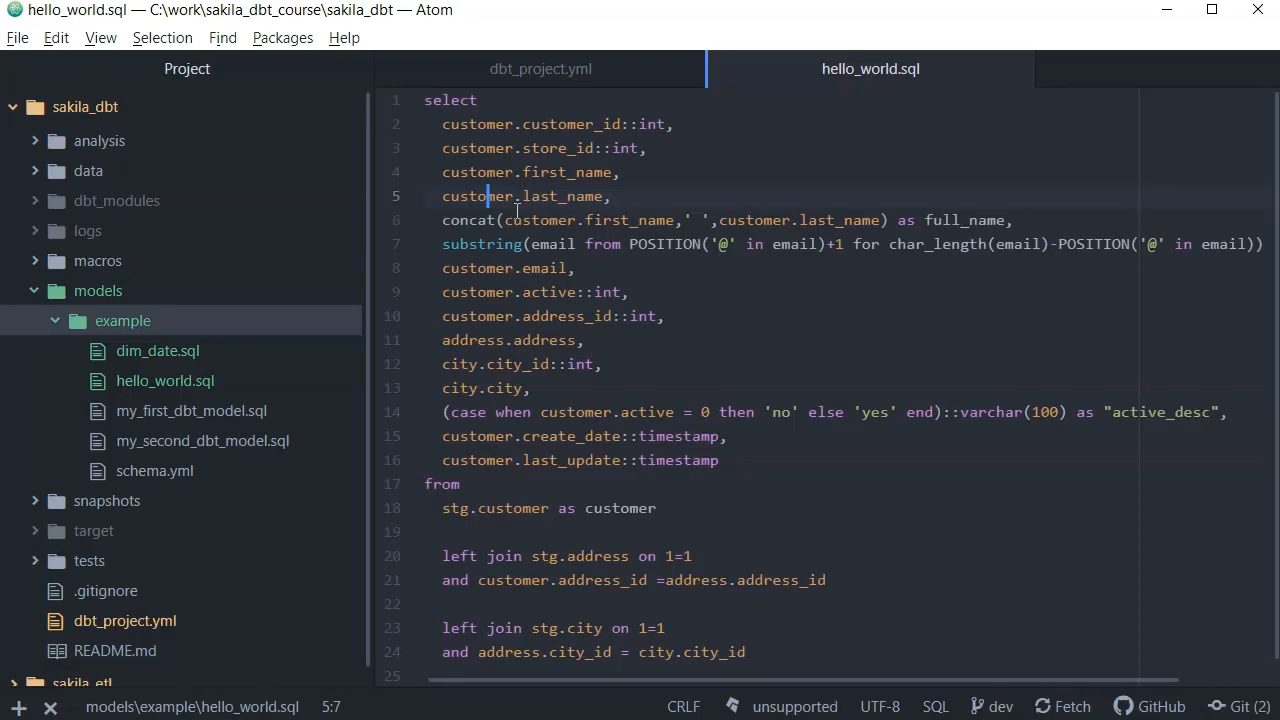 hello_world.sql — C:\work\sakila_dbt_course\sakila_dbt — Atom
File Edit View Selection Find Packages Help
Project
dbt_project.yml
hello_world.sql
sakila_dbt
analysis
data
dbt_modules
logs
macros
models
example
dim_date.sql
hello_world.sql
my_first_dbt_model.sql
my_second_dbt_model.sql
schema.yml
snapshots
target
tests
.gitignore
dbt_project.yml
README.md
sakila_etl
1 select
2 customer.customer_id::int,
3 customer.store_id::int,
4 customer.first_name,
5 customer.last_name,
6 concat(customer.first_name,' ',customer.last_name) as full_name,
7 substring(email from POSITION('@' in email)+1 for char_length(email)-POSITION('@' in email))
8 customer.email,
9 customer.active::int,
10 customer.address_id::int,
11 address.address,
12 city.city_id::int,
13 city.city,
14 (case when customer.active = 0 then 'no' else 'yes' end)::varchar(100) as "active_desc",
15 customer.create_date::timestamp,
16 customer.last_update::timestamp
17 from
18 stg.customer as customer
19
20 left join stg.address on 1=1
21 and customer.address_id =address.address_id
22
23 left join stg.city on 1=1
24 and address.city_id = city.city_id
25
models\example\hello_world.sql 5:7 CRLF unsupported UTF-8 SQL dev Fetch GitHub Git (2)